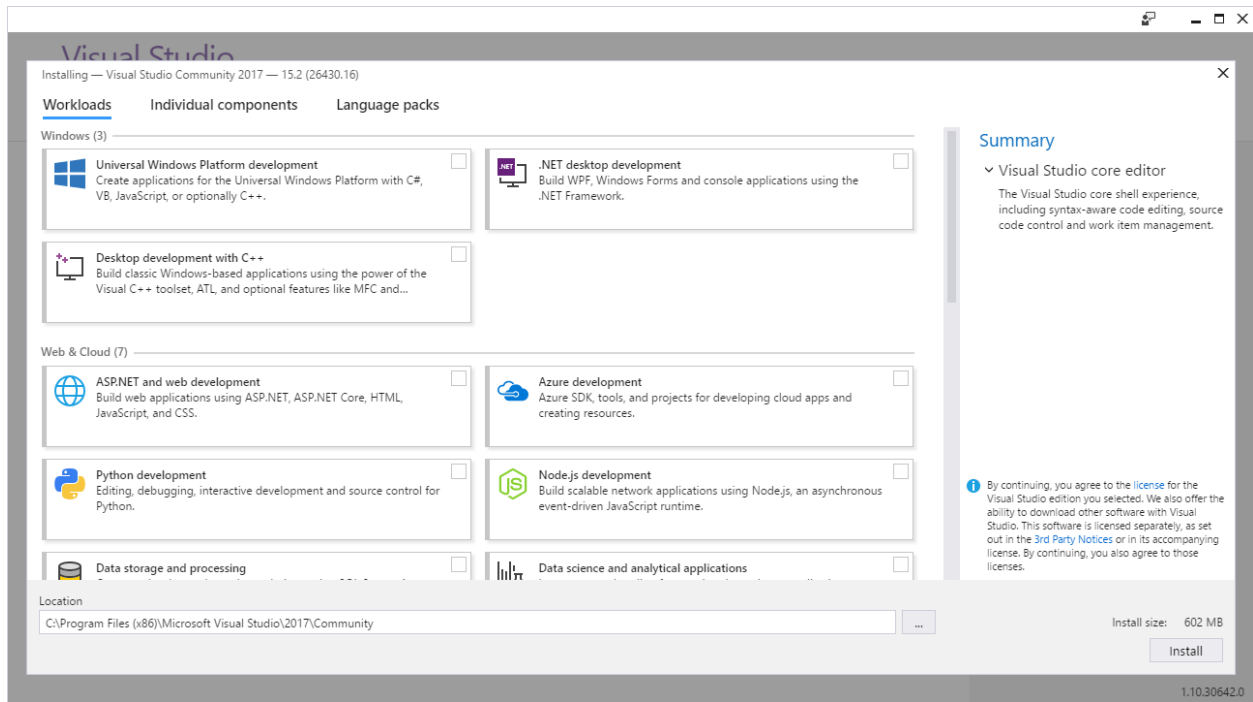 Visual Studio
Installing — Visual Studio Community 2017 — 15.2 (26430.16)
Workloads
Individual components
Language packs
Windows (3)
Universal Windows Platform development
Create applications for the Universal Windows Platform with C#,
VB, JavaScript, or optionally C++.
.NET
.NET desktop development
Build WPF, Windows Forms and console applications using the
.NET Framework.
Desktop development with C++
Build classic Windows-based applications using the power of the
Visual C++ toolset, ATL, and optional features like MFC and...
Web & Cloud (7)
ASP.NET and web development
Build web applications using ASP.NET, ASP.NET Core, HTML,
JavaScript, and CSS.
Azure development
Azure SDK, tools, and projects for developing cloud apps and
creating resources.
Python development
Editing, debugging, interactive development and source control for
Python.
JS
Node.js development
Build scalable network applications using Node.js, an asynchronous
event-driven JavaScript runtime.
Data storage and processing
Data science and analytical applications
Summary
Visual Studio core editor
The Visual Studio core shell experience,
including syntax-aware code editing, source
code control and work item management.
By continuing, you agree to the license for the
Visual Studio edition you selected. We also offer the
ability to download other software with Visual
Studio. This software is licensed separately, as set
out in the 3rd Party Notices or in its accompanying
license. By continuing, you also agree to those
licenses.
Location
C:\Program Files (x86)\Microsoft Visual Studio\2017\Community
...
Install size: 602 MB
Install
1.10.30642.0